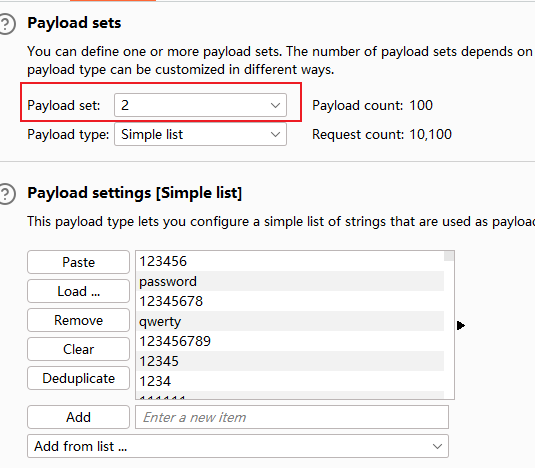 Payload sets
You can define one or more payload sets. The number of payload sets depends on
payload type can be customized in different ways.
Payload set: 2 Payload count: 100
Payload type: Simple list Request count: 10,100
Payload settings [Simple list]
This payload type lets you configure a simple list of strings that are used as payloa
Paste
Load ...
Remove
Clear
Deduplicate
123456
password
12345678
qwerty
123456789
12345
1234
111111
Add Enter a new item
Add from list ...